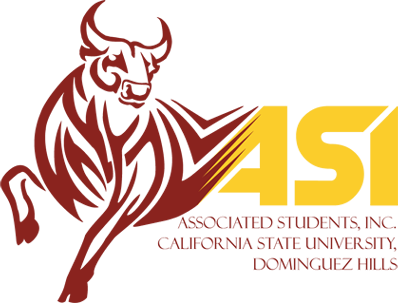 ASI
ASSOCIATED STUDENTS, INC.
CALIFORNIA STATE UNIVERSITY,
DOMINGUEZ HILLS